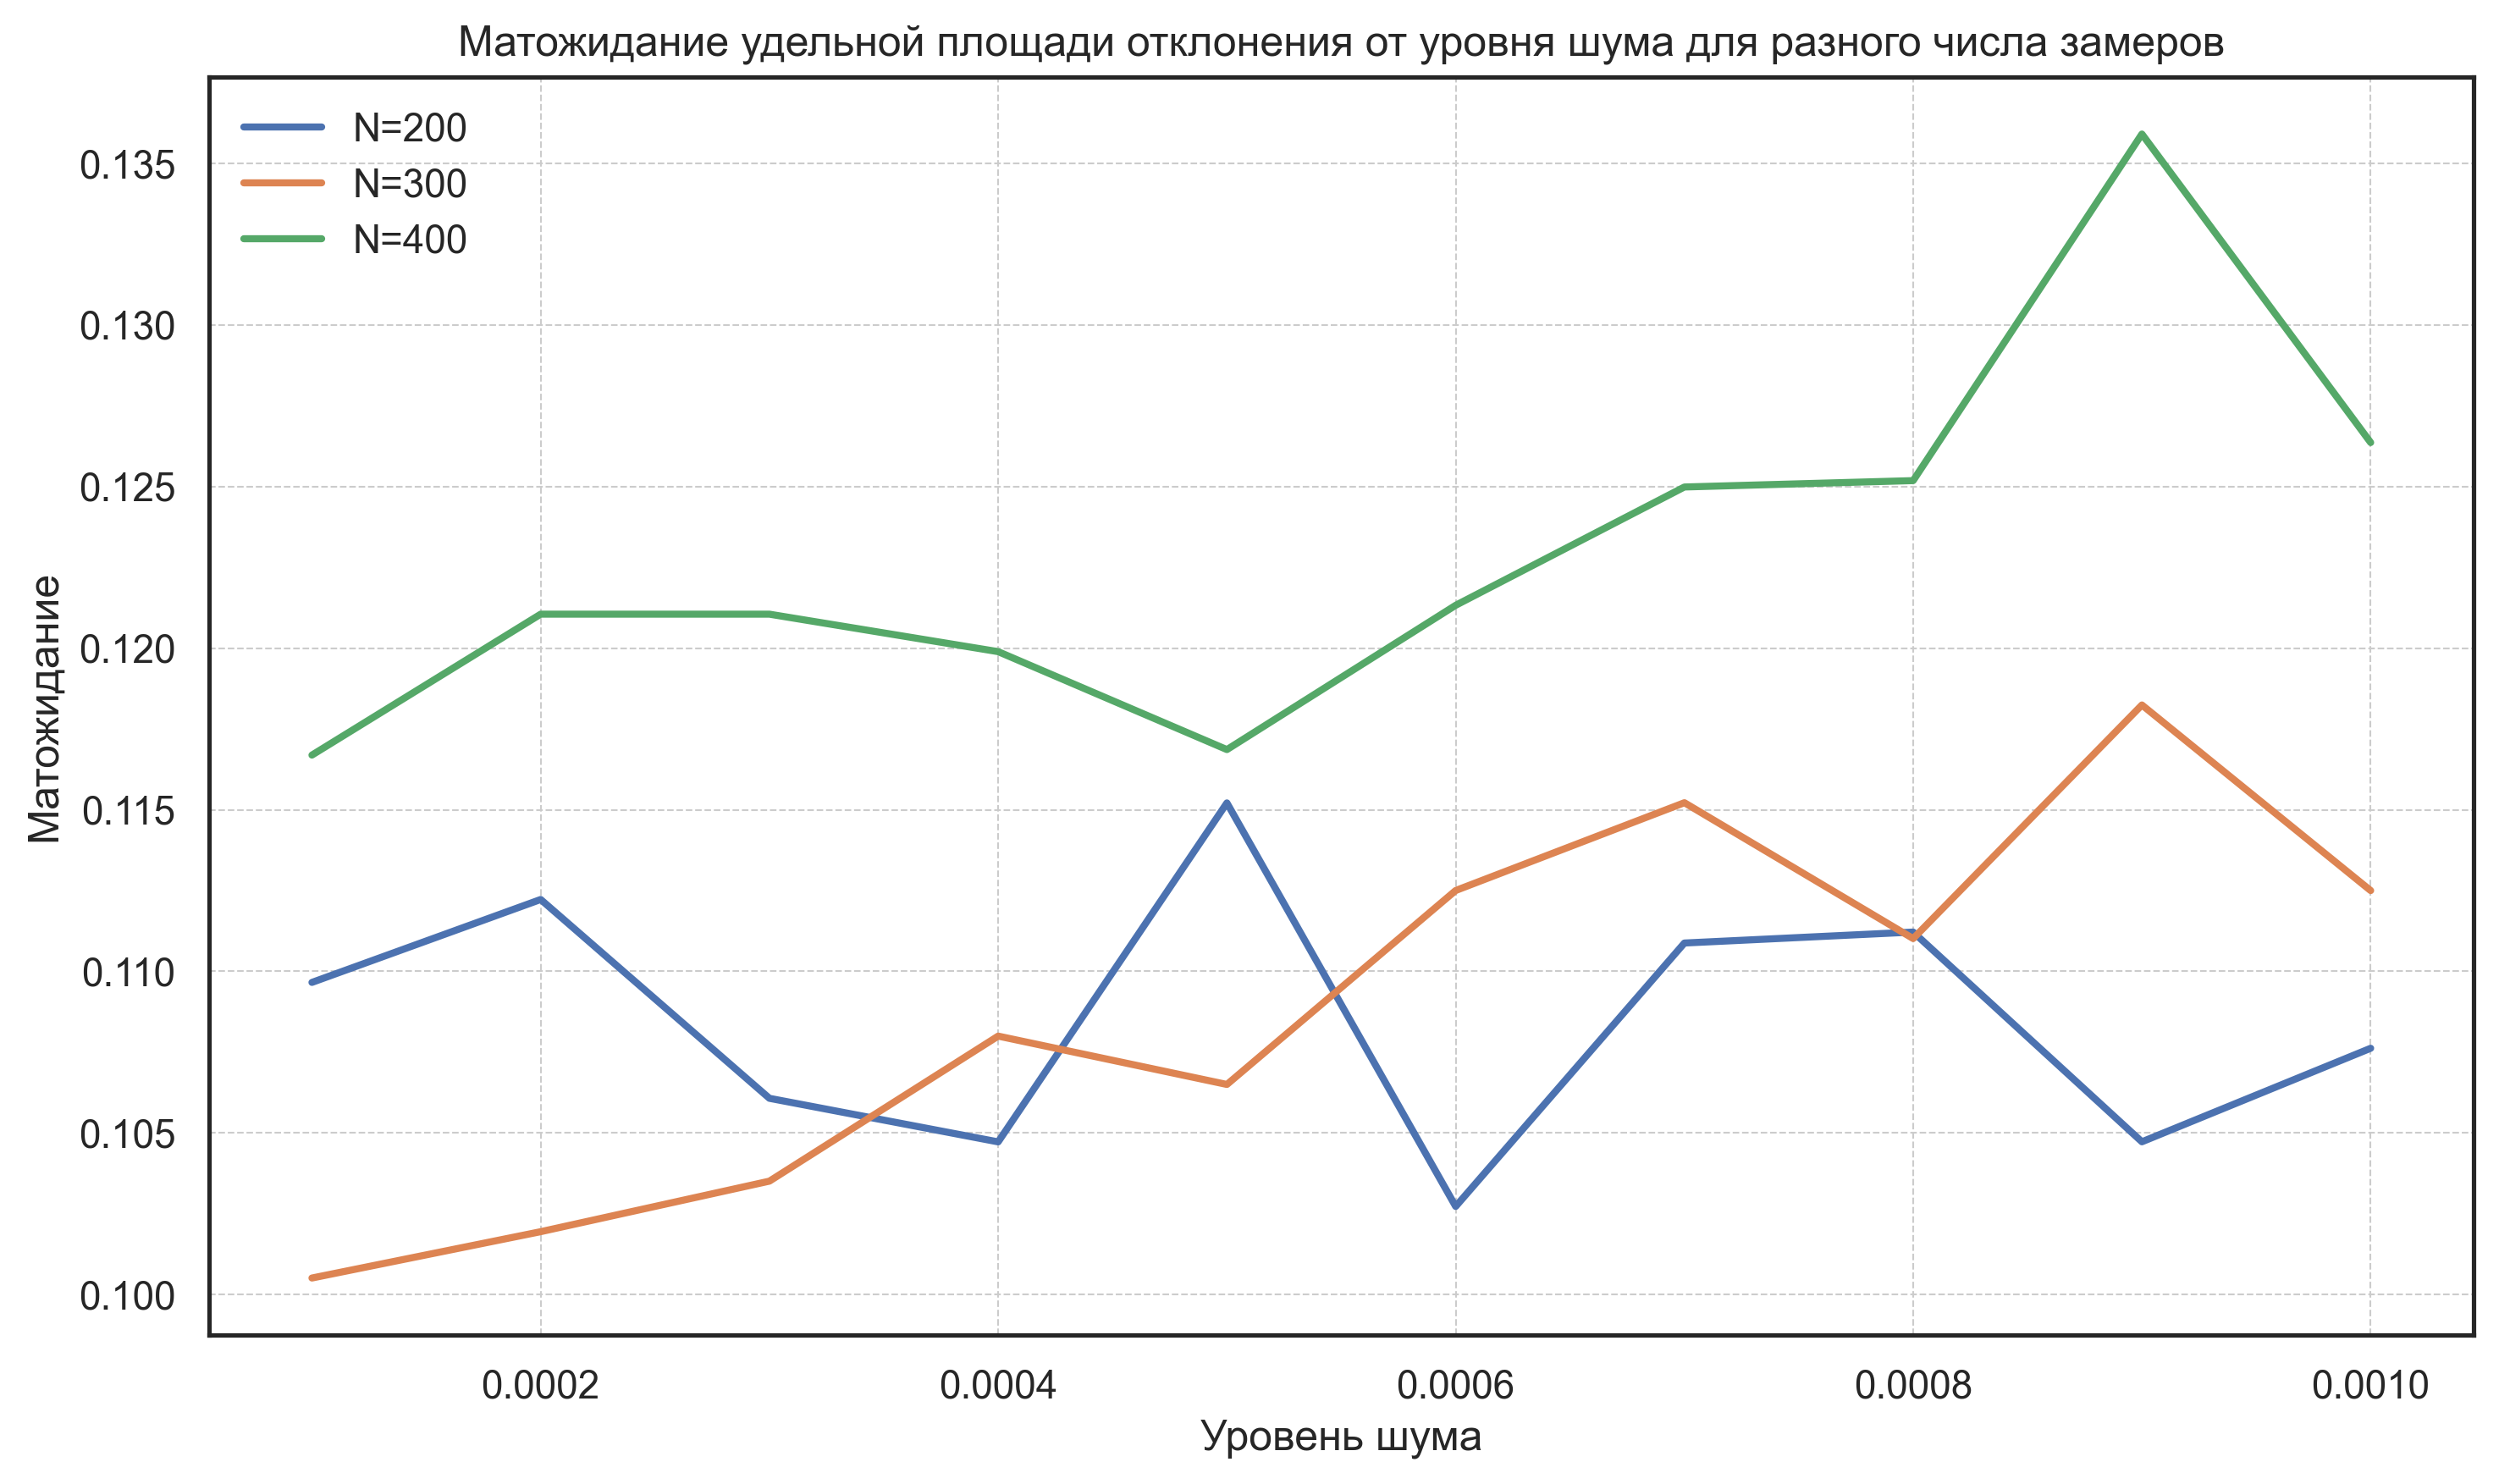 Матожидание удельной площади отклонения от уровня шума для разного числа замеров
N=200
N=300
N=400
0.135
0.130
0.125
0.120
0.115
0.110
0.105
0.100
Матожидание
0.0002
0.0004
0.0006
0.0008
0.0010
Уровень шума